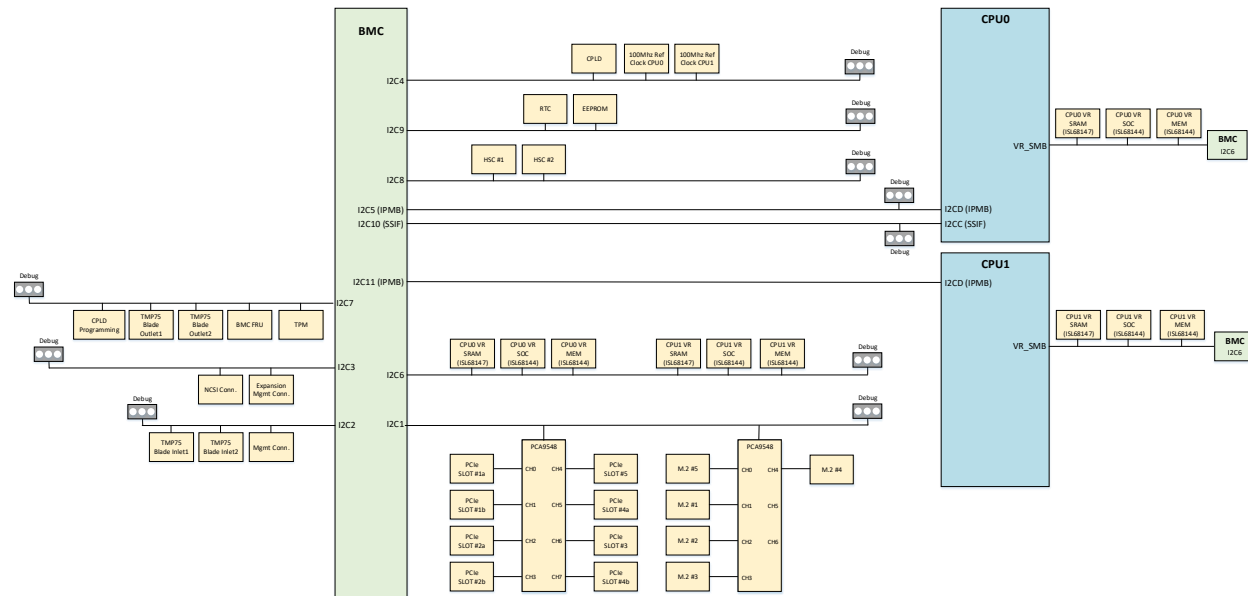 BMC
I2C4
CPLD
100Mhz Ref
Clock CPU0
100Mhz Ref
Clock CPU1
Debug
I2C9
RTC
EEPROM
Debug
I2C8
HSC #1
HSC #2
Debug
I2C5 (IPMB)
Debug
I2C10 (SSIF)
Debug
I2C11 (IPMB)
CPU0
VR_SMB
I2CD (IPMB)
I2CC (SSIF)
CPU0 VR
SRAM
(ISL68147)
CPU0 VR
SOC
(ISL68144)
CPU0 VR
MEM
(ISL68144)
BMC
I2C6
CPU1
I2CD (IPMB)
VR_SMB
CPU1 VR
SRAM
(ISL68147)
CPU1 VR
SOC
(ISL68144)
CPU1 VR
MEM
(ISL68144)
BMC
I2C6
Debug
I2C7
CPLD
Programming
TMP75
Blade
Outlet1
TMP75
Blade
Outlet2
BMC FRU
TPM
Debug
I2C3
NCSI Conn.
Expansion
Mgmt Conn.
Debug
I2C2
TMP75
Blade Inlet1
TMP75
Blade Inlet2
Mgmt Conn.
I2C6
CPU0 VR
SRAM
(ISL68147)
CPU0 VR
SOC
(ISL68144)
CPU0 VR
MEM
(ISL68144)
CPU1 VR
SRAM
(ISL68147)
CPU1 VR
SOC
(ISL68144)
CPU1 VR
MEM
(ISL68144)
Debug
I2C1
Debug
PCA9548
PCIe
SLOT #1a
CH0
CH4
PCIe
SLOT #5
PCIe
SLOT #1b
CH1
CH5
PCIe
SLOT #4a
PCIe
SLOT #2a
CH2
CH6
PCIe
SLOT #3
PCIe
SLOT #2b
CH3
CH7
PCIe
SLOT #4b
PCA9548
M.2 #5
CH0
CH4
M.2 #4
M.2 #1
CH1
CH5
M.2 #2
CH2
CH6
M.2 #3
CH3